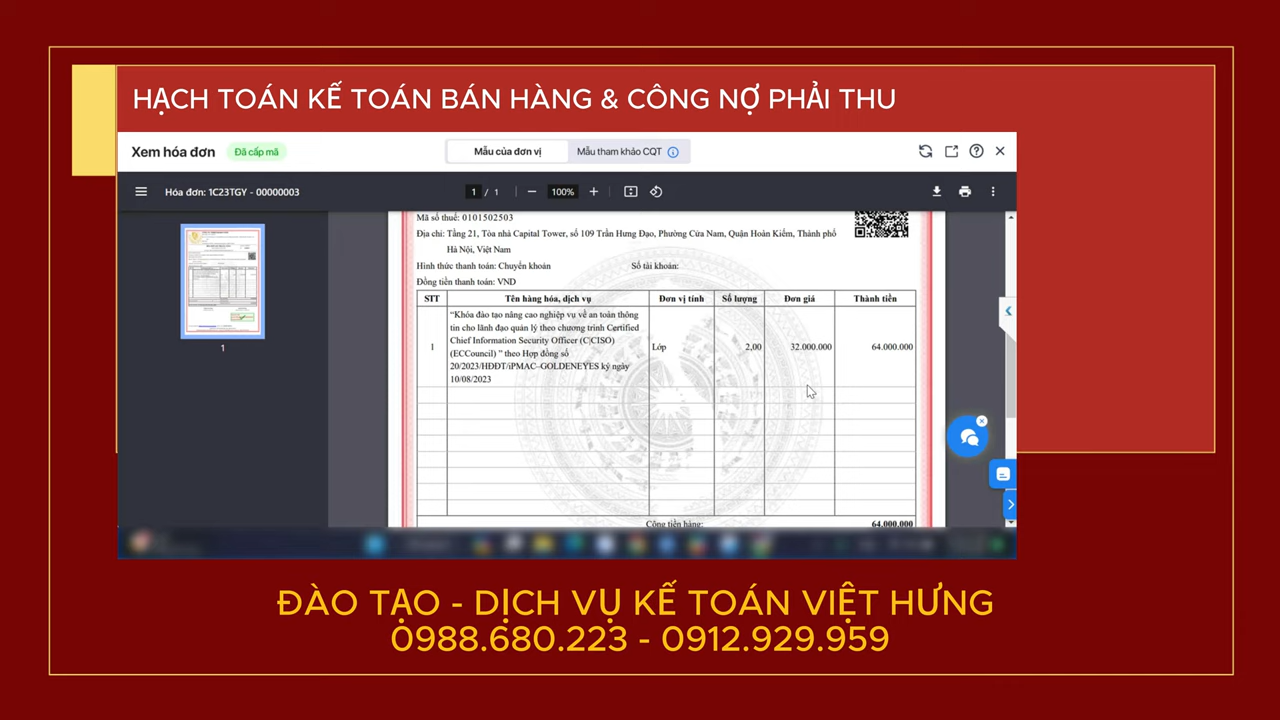 HẠCH TOÁN KẾ TOÁN BÁN HÀNG & CÔNG NỢ PHẢI THU
Xem hóa đơn
Đã cấp mã
Mẫu của đơn vị
Mẫu tham khảo CQT
Hóa đơn: 1C23TGY - 00000003
1 / 1
100%
1
Mã số thuế: 0101502503
Địa chỉ: Tầng 21, Tòa nhà Capital Tower, số 109 Trần Hưng Đạo, Phường Cửa Nam, Quận Hoàn Kiếm, Thành phố
Hà Nội, Việt Nam
Hình thức thanh toán: Chuyển khoản Số tài khoản:
Đồng tiền thanh toán: VND
STT Tên hàng hóa, dịch vụ Đơn vị tính Số lượng Đơn giá Thành tiền
“Khóa đào tạo nâng cao nghiệp vụ về an toàn thông
tin cho lãnh đạo quản lý theo chương trình Certified
Chief Information Security Officer (C|CISO)
1 Lớp 2,00 32.000.000 64.000.000
(ECCouncil) ” theo Hợp đồng số
20/2023/HĐĐT/iPMAC–GOLDENEYES ký ngày
10/08/2023
Cộng tiền hàng: 64.000.000
ĐÀO TẠO - DỊCH VỤ KẾ TOÁN VIỆT HƯNG
0988.680.223 - 0912.929.959